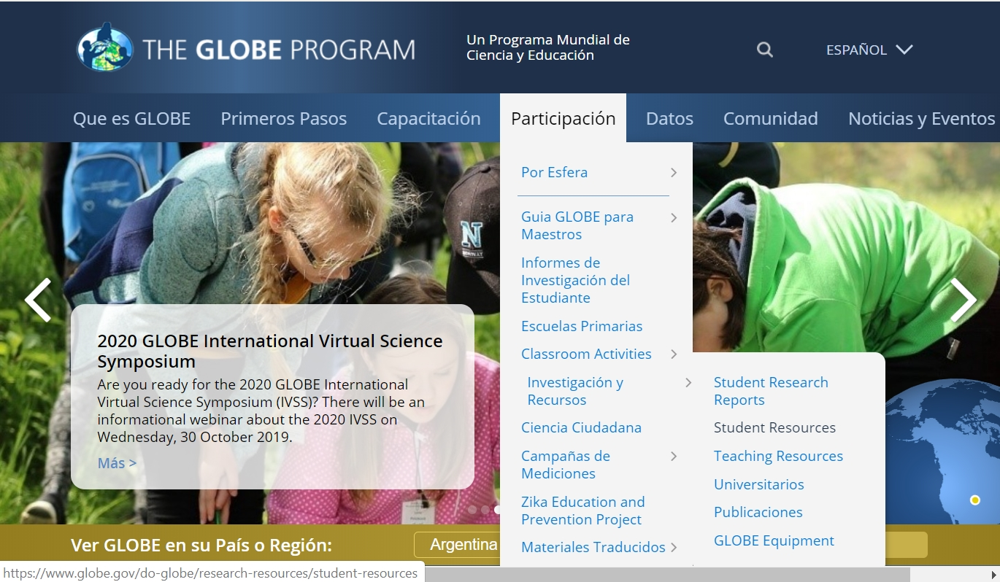 THE GLOBE PROGRAM
Un Programa Mundial de
Ciencia y Educación
ESPAÑOL
Que es GLOBE
Primeros Pasos
Capacitación
Participación
Datos
Comunidad
Noticias y Eventos
Por Esfera
Guia GLOBE para
Maestros
Informes de
Investigación del
Estudiante
Escuelas Primarias
Classroom Activities
Investigación y
Recursos
Ciencia Ciudadana
Campañas de
Mediciones
Zika Education and
Prevention Project
Materiales Traducidos
Student Research
Reports
Student Resources
Teaching Resources
Universitarios
Publicaciones
GLOBE Equipment
N
2020 GLOBE International Virtual Science
Symposium
Are you ready for the 2020 GLOBE International
Virtual Science Symposium (IVSS)? There will be an
informational webinar about the 2020 IVSS on
Wednesday, 30 October 2019.
Más >
Ver GLOBE en su País o Región:
Argentina
https://www.globe.gov/do-globe/research-resources/student-resources